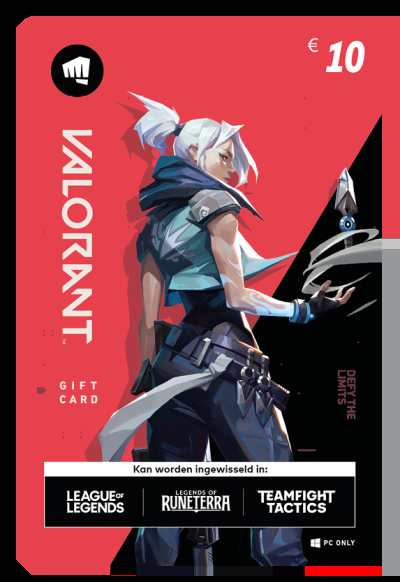 € 10
VALORANT™
GIFT
CARD
DEFY THE
LIMITS
Kan worden ingewisseld in:
LEAGUE OF
LEGENDS
LEGENDS OF
RUNETERRA
TEAMFIGHT
TACTICS
PC ONLY